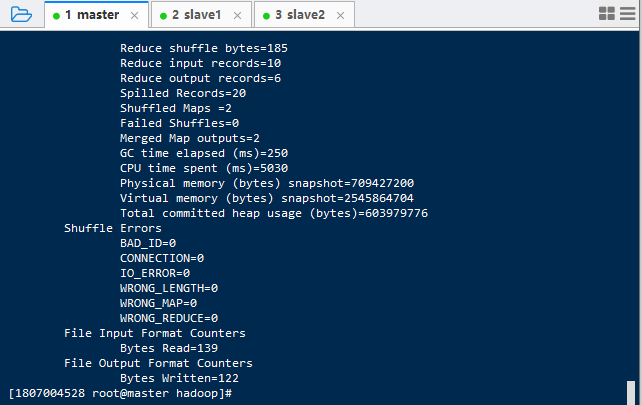 1 master
2 slave1
3 slave2
Reduce shuffle bytes=185
Reduce input records=10
Reduce output records=6
Spilled Records=20
Shuffled Maps =2
Failed Shuffles=0
Merged Map outputs=2
GC time elapsed (ms)=250
CPU time spent (ms)=5030
Physical memory (bytes) snapshot=709427200
Virtual memory (bytes) snapshot=2545864704
Total committed heap usage (bytes)=603979776
Shuffle Errors
BAD_ID=0
CONNECTION=0
IO_ERROR=0
WRONG_LENGTH=0
WRONG_MAP=0
WRONG_REDUCE=0
File Input Format Counters
Bytes Read=139
File Output Format Counters
Bytes Written=122
[1807004528 root@master hadoop]#